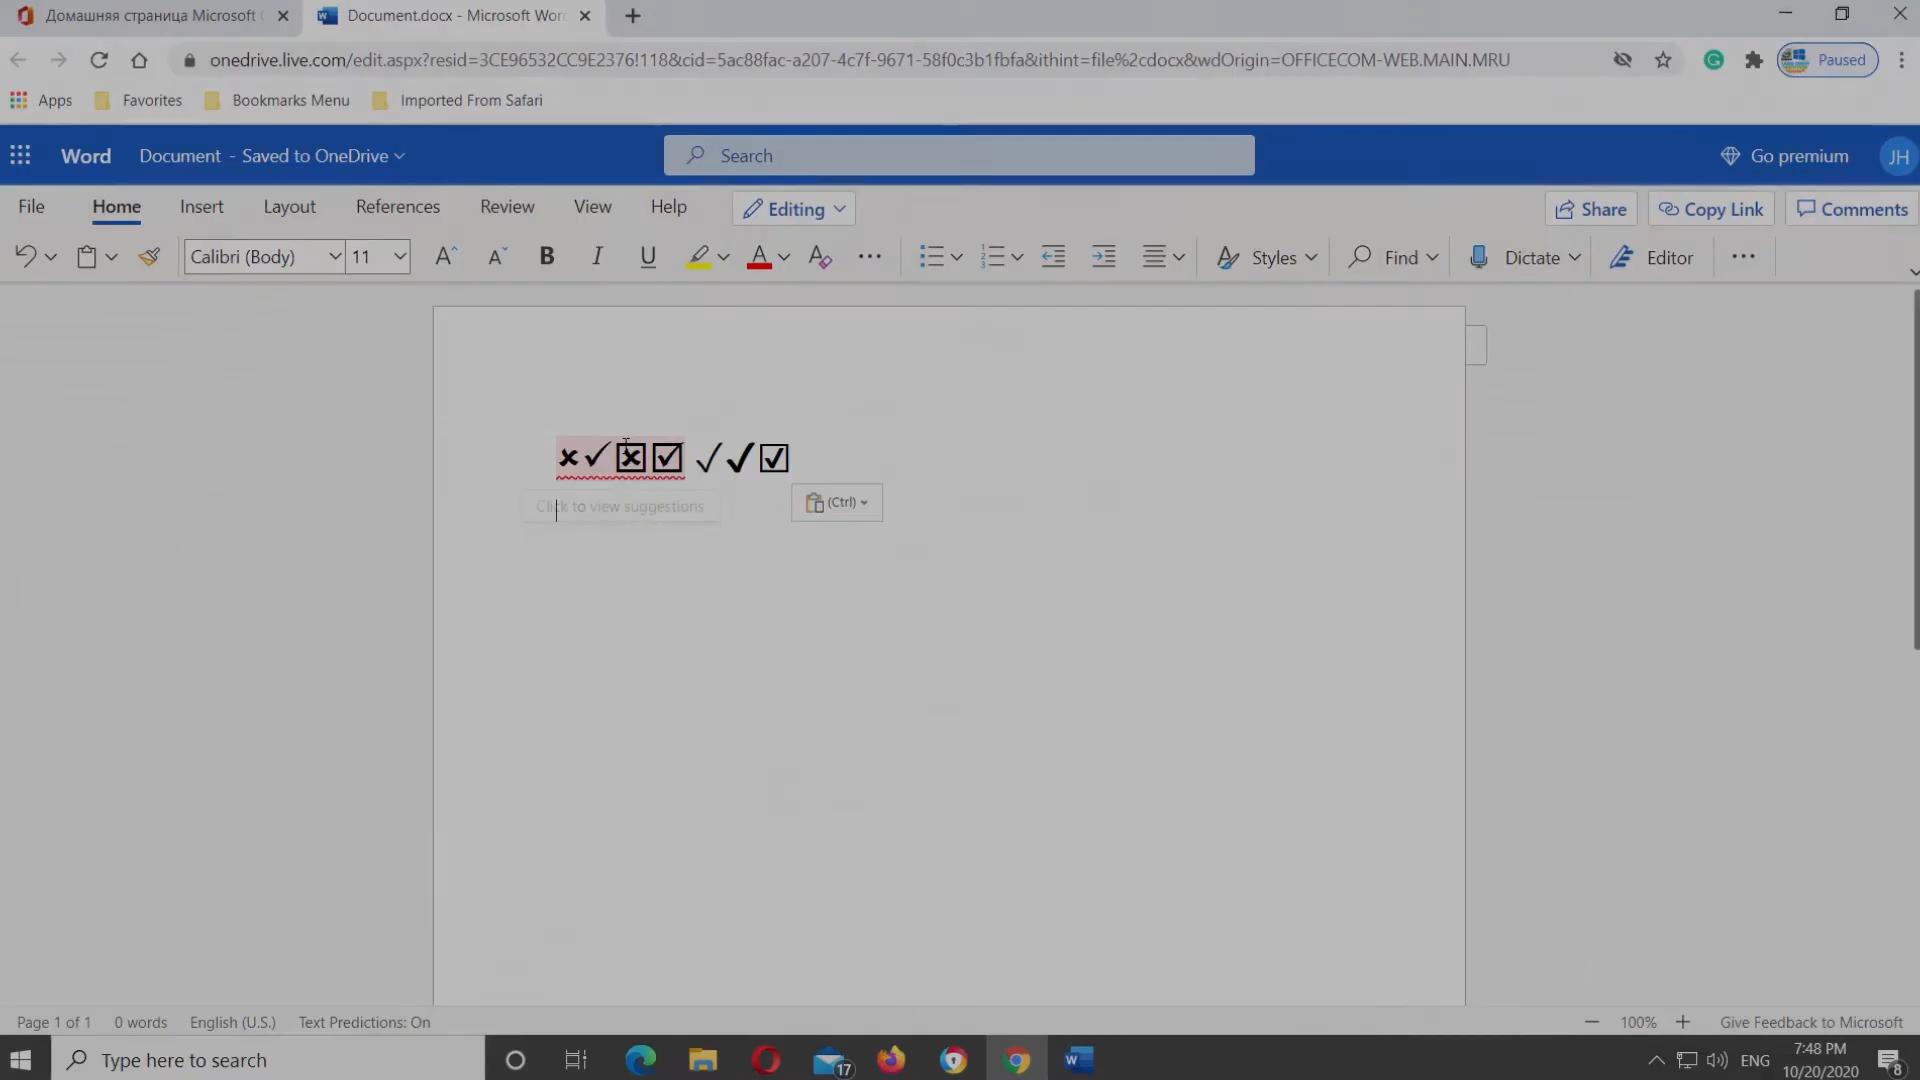 Домашняя страница Microsoft
Document.docx - Microsoft Wor
onedrive.live.com/edit.aspx?resid=3CE96532CC9E2376!118&cid=5ac88fac-a207-4c7f-9671-58f0c3b1fbfa&ithint=file%2cdocx&wdOrigin=OFFICECOM-WEB.MAIN.MRU
Paused
Apps Favorites Bookmarks Menu Imported From Safari
Word Document - Saved to OneDrive Search Go premium JH
File Home Insert Layout References Review View Help Editing Share Copy Link Comments
Calibri (Body) 11 A A B I U A A Styles Find Dictate Editor
✘✓🗷🗹 ✓✔☑
Click to view suggestions
(Ctrl)
Page 1 of 1 0 words English (U.S.) Text Predictions: On 100% Give Feedback to Microsoft
Type here to search 17 ENG 7:48 PM
10/20/2020 8